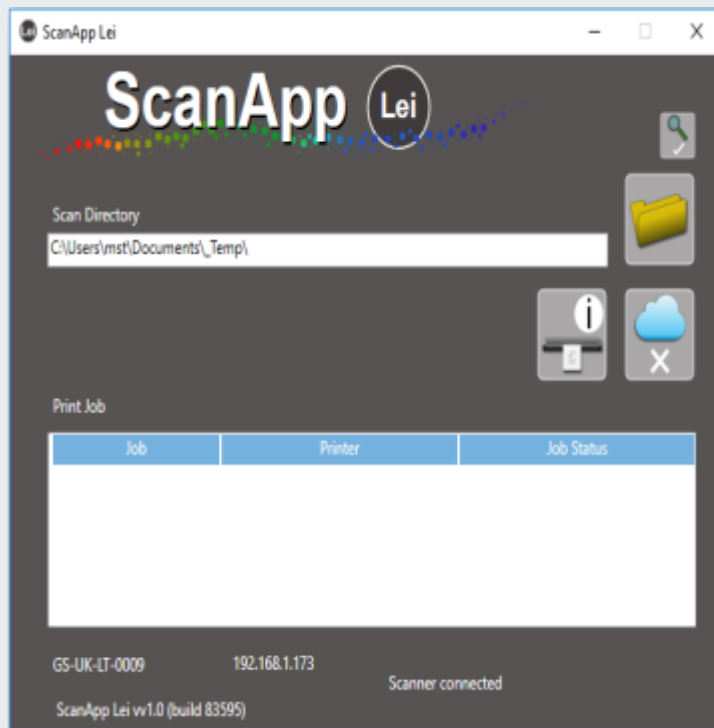 Lei ScanApp Lei
ScanApp Lei
Scan Directory
C:\Users\mst\Documents\_Temp\
i
Print Job
Job Printer Job Status
GS-UK-LT-0009 192.168.1.173
Scanner connected
ScanApp Lei vv1.0 (build 83595)